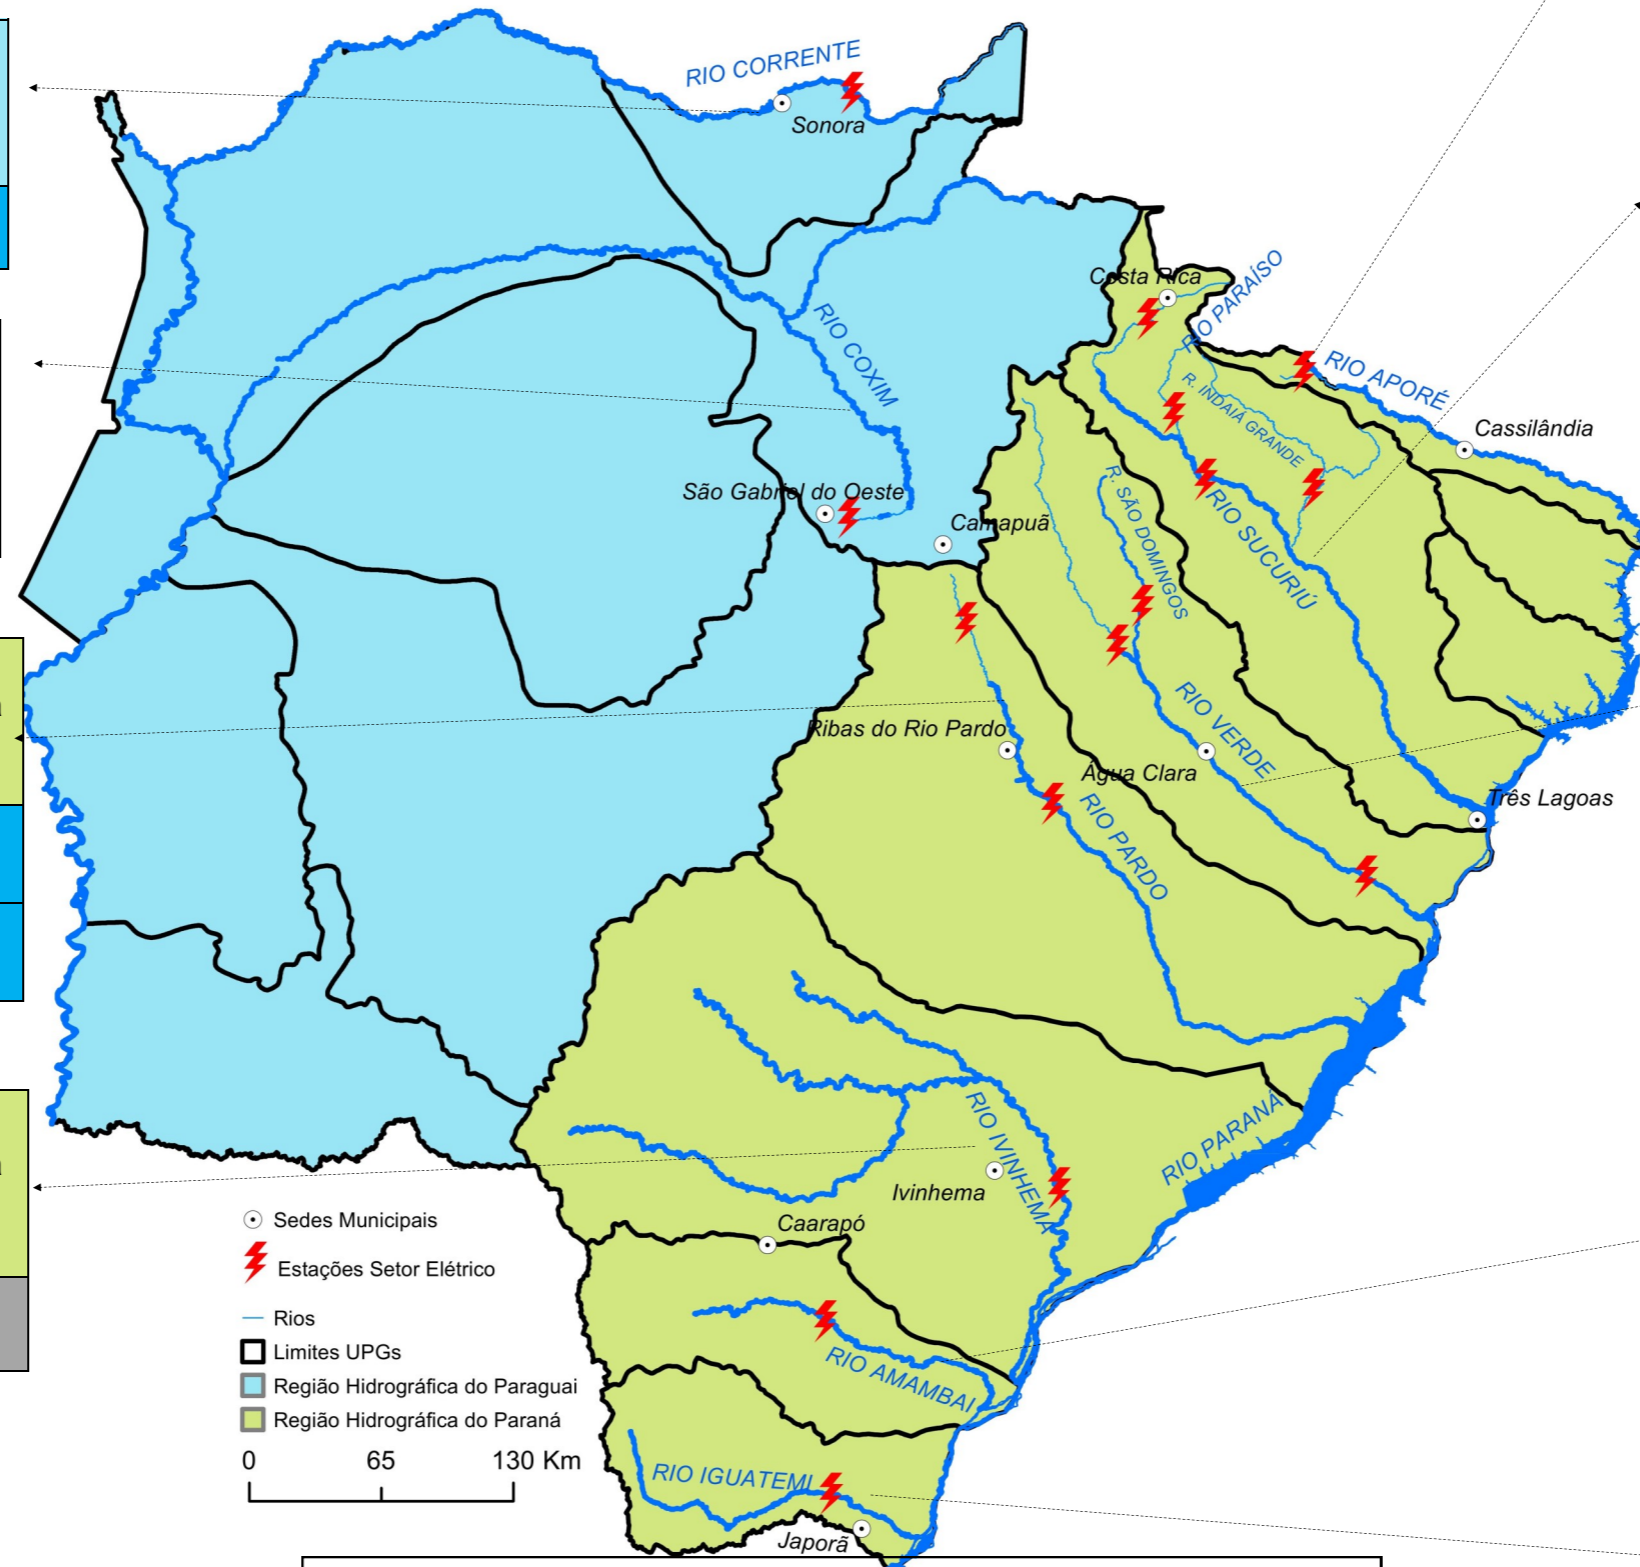 RIO CORRENTE
Sonora
Costa Rica
RIO PARAÍSO
RIO COXIM
RIO APORÉ
R. INDAIÁ GRANDE
Cassilândia
São Gabriel do Oeste
R. SÃO DOMINGOS
RIO SUCURIÚ
Camapuã
RIO VERDE
Ribas do Rio Pardo
Água Clara
RIO PARDO
Três Lagoas
RIO IVINHEMA
RIO PARANÁ
Ivinhema
Caarapó
Sedes Municipais
Estações Setor Elétrico
Rios
Limites UPGs
Região Hidrográfica do Paraguai
Região Hidrográfica do Paraná
0 65 130 Km
RIO AMAMBAI
RIO IGUATEMI
Japorã